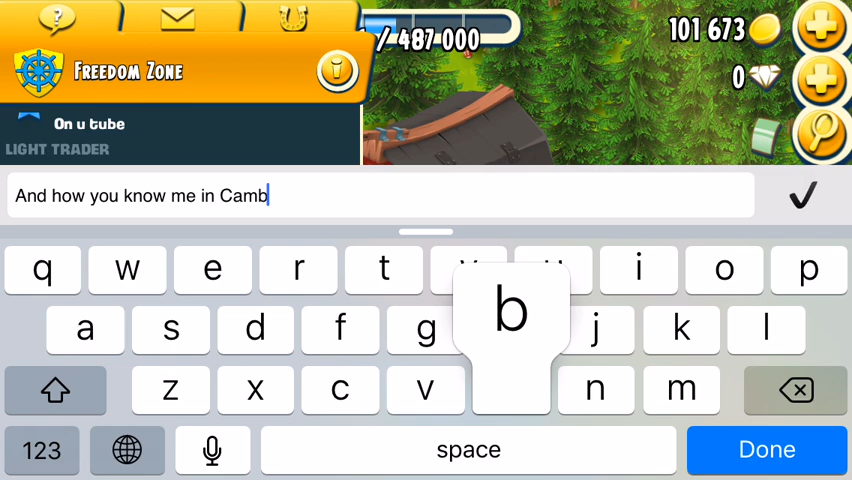 / 487 000
101 673
FREEDOM ZONE
i
0
On u tube
LIGHT TRADER
And how you know me in Camb
q w e r t i o p
a s d f g b j k l
z x c v n m
123 space Done